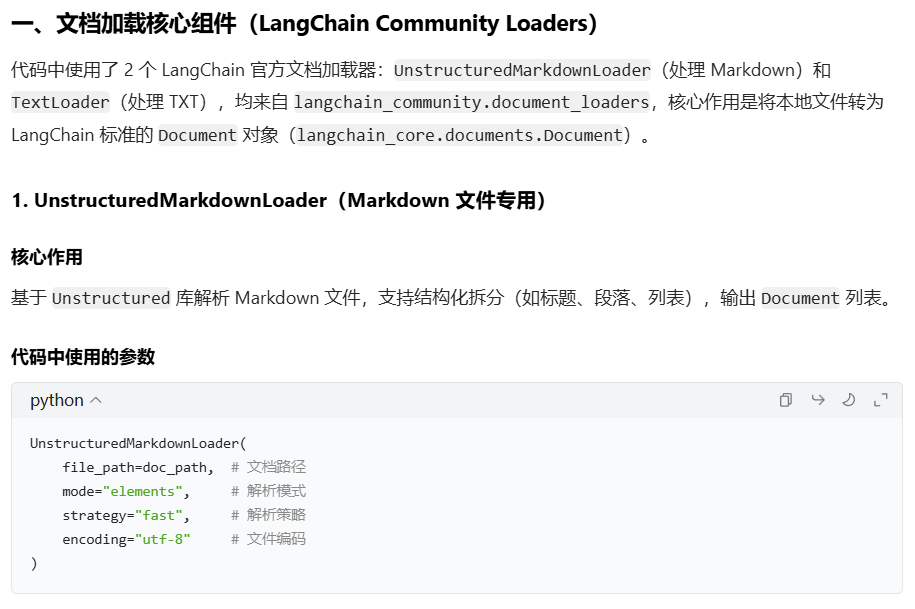 一、文档加载核心组件（LangChain Community Loaders）
代码中使用了 2 个 LangChain 官方文档加载器：UnstructuredMarkdownLoader（处理 Markdown）和
TextLoader（处理 TXT），均来自 langchain_community.document_loaders，核心作用是将本地文件转为
LangChain 标准的 Document 对象（langchain_core.documents.Document）。
1. UnstructuredMarkdownLoader（Markdown 文件专用）
核心作用
基于 Unstructured 库解析 Markdown 文件，支持结构化拆分（如标题、段落、列表），输出 Document 列表。
代码中使用的参数
python
UnstructuredMarkdownLoader(
    file_path=doc_path,  # 文档路径
    mode="elements",     # 解析模式
    strategy="fast",     # 解析策略
    encoding="utf-8"     # 文件编码
)